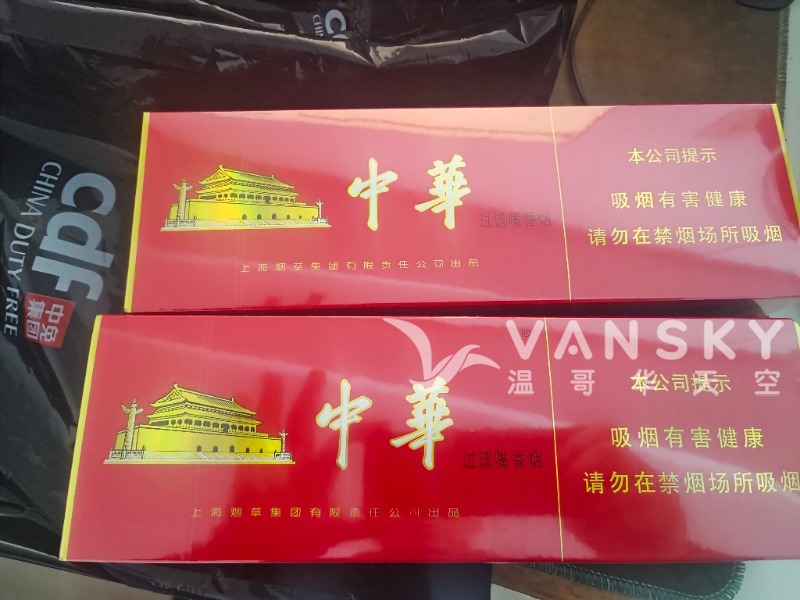 cdf
CHINA DUTY FREE
中免
集团
中華
过滤嘴香烟
上海烟草集团有限责任公司出品
本公司提示
吸烟有害健康
请勿在禁烟场所吸烟
VANSKY
温哥华天空
中華
过滤嘴香烟
上海烟草集团有限责任公司出品
本公司提示
吸烟有害健康
请勿在禁烟场所吸烟